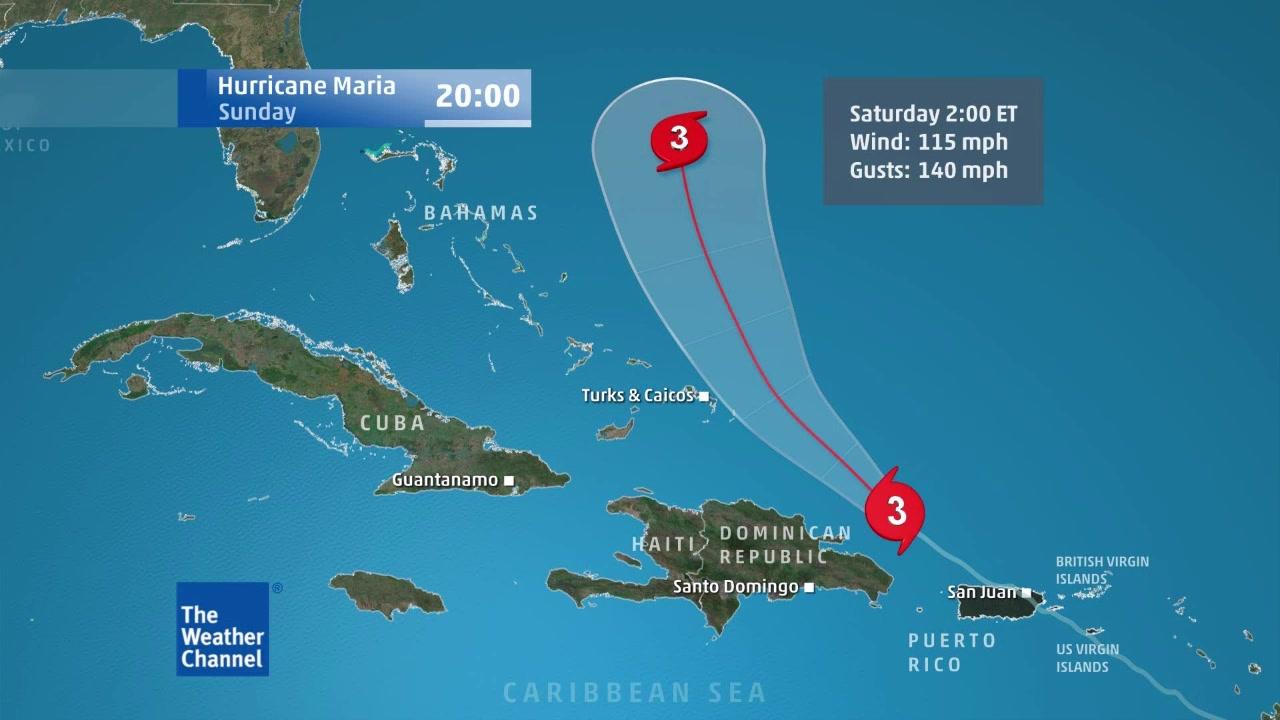 Hurricane Maria
Sunday
20:00
Saturday 2:00 ET
Wind: 115 mph
Gusts: 140 mph
XICO
3
BAHAMAS
Turks & Caicos
CUBA
Guantanamo
3
HAITI
DOMINICAN
REPUBLIC
Santo Domingo
San Juan
BRITISH VIRGIN
ISLANDS
PUERTO
RICO
US VIRGIN
ISLANDS
The
Weather
Channel
®
CARIBBEAN SEA